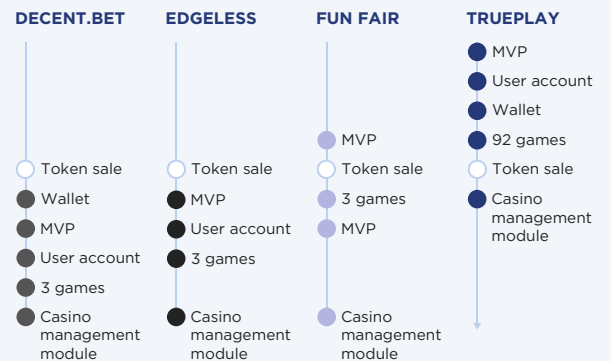 DECENT.BET
Token sale
Wallet
MVP
User account
3 games
Casino
management
module
EDGELESS
Token sale
MVP
User account
3 games
Casino
management
module
FUN FAIR
MVP
Token sale
3 games
MVP
Casino
management
module
TRUEPLAY
MVP
User account
Wallet
92 games
Token sale
Casino
management
module